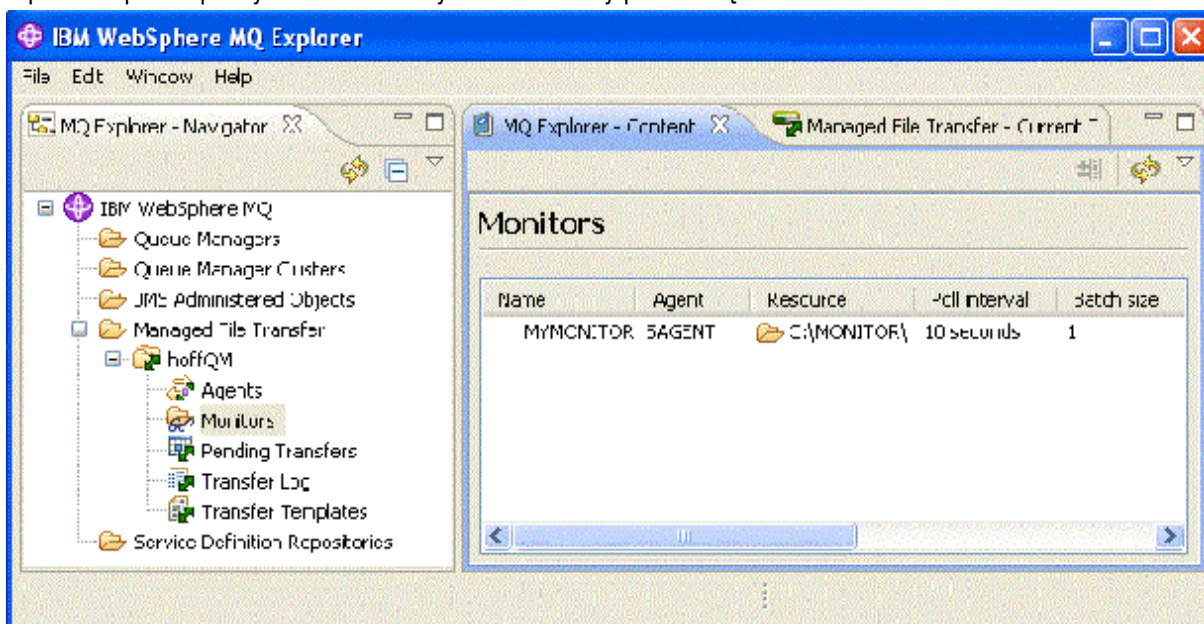 IBM WebSphere MQ Explorer
File Edit Window Help
MQ Explorer - Navigator
MQ Explorer - Content
Managed File Transfer - Current T
IBM WebSphere MQ
Queue Managers
Queue Manager Clusters
JMS Administered Objects
Managed File Transfer
hoffQM
Agents
Monitors
Pending Transfers
Transfer Log
Transfer Templates
Service Definition Repositories
Monitors
Name Agent Resource Poll interval Batch size
MYMONITOR SAGENT C:\MONITOR\ 10 seconds 1